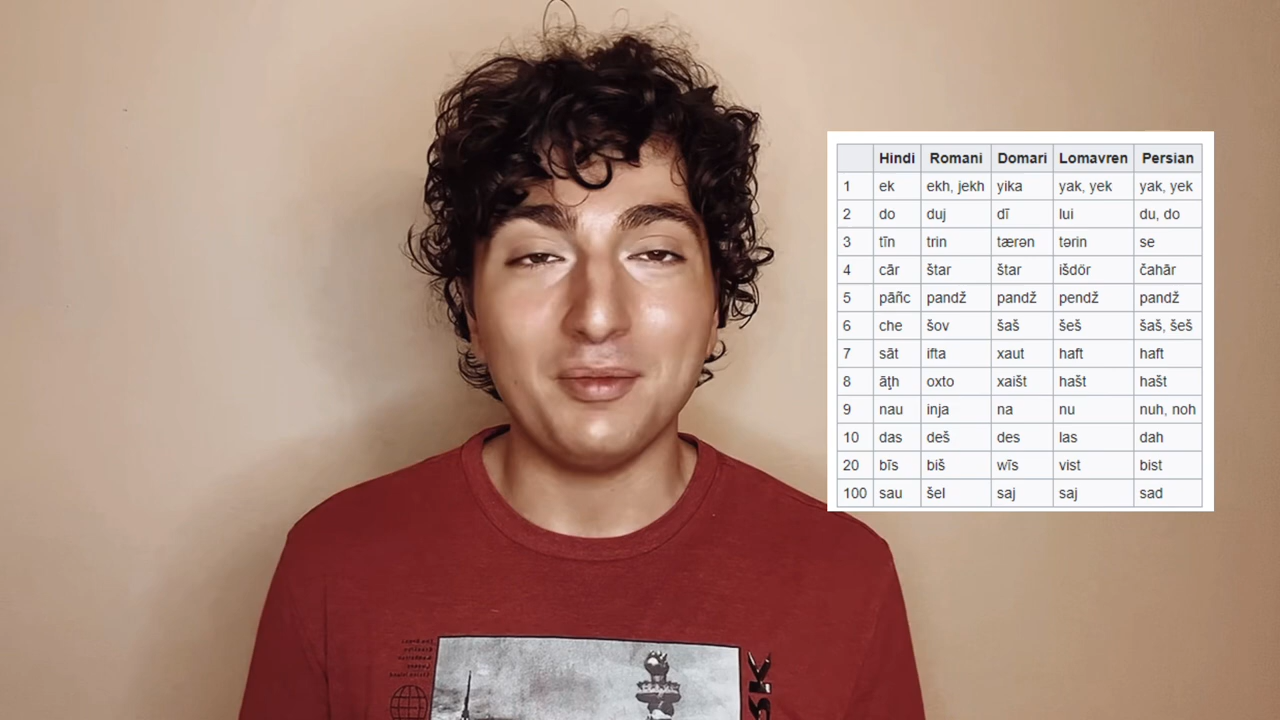 Hindi Romani Domari Lomavren Persian
1 ek ekh, jekh yika yak, yek yak, yek
2 do duj dī lui du, do
3 tīn trin tærən tərin se
4 cār štar štar išdör čahār
5 pāñc pandž pandž pendž pandž
6 che šov šaš šeš šaš, šeš
7 sāt ifta xaut haft haft
8 āţh oxto xaišt hašt hašt
9 nau inja na nu nuh, noh
10 das deš des las dah
20 bīs biš wīs vist bist
100 sau šel saj saj sad
SK